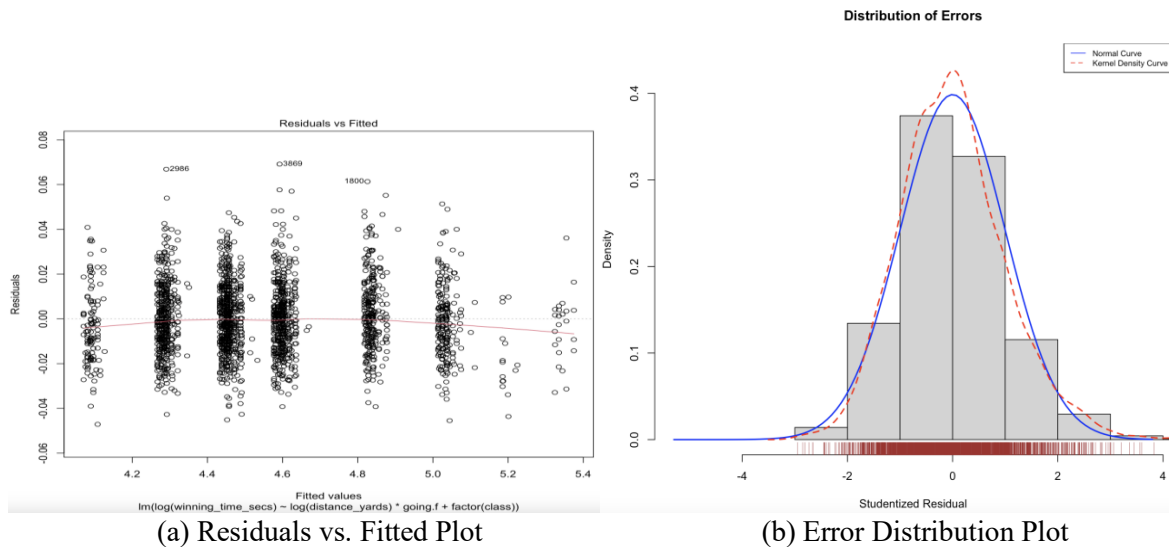 Residuals vs Fitted
Residuals
0.08
0.06
0.04
0.02
0.00
-0.02
-0.04
-0.06
2986
3869
1800
4.2 4.4 4.6 4.8 5.0 5.2 5.4
Fitted values
lm(log(winning_time_secs) ~ log(distance_yards) * going.f + factor(class))
(a) Residuals vs. Fitted Plot
Distribution of Errors
Normal Curve
Kernel Density Curve
Density
0.4
0.3
0.2
0.1
0.0
-4 -2 0 2 4
Studentized Residual
(b) Error Distribution Plot